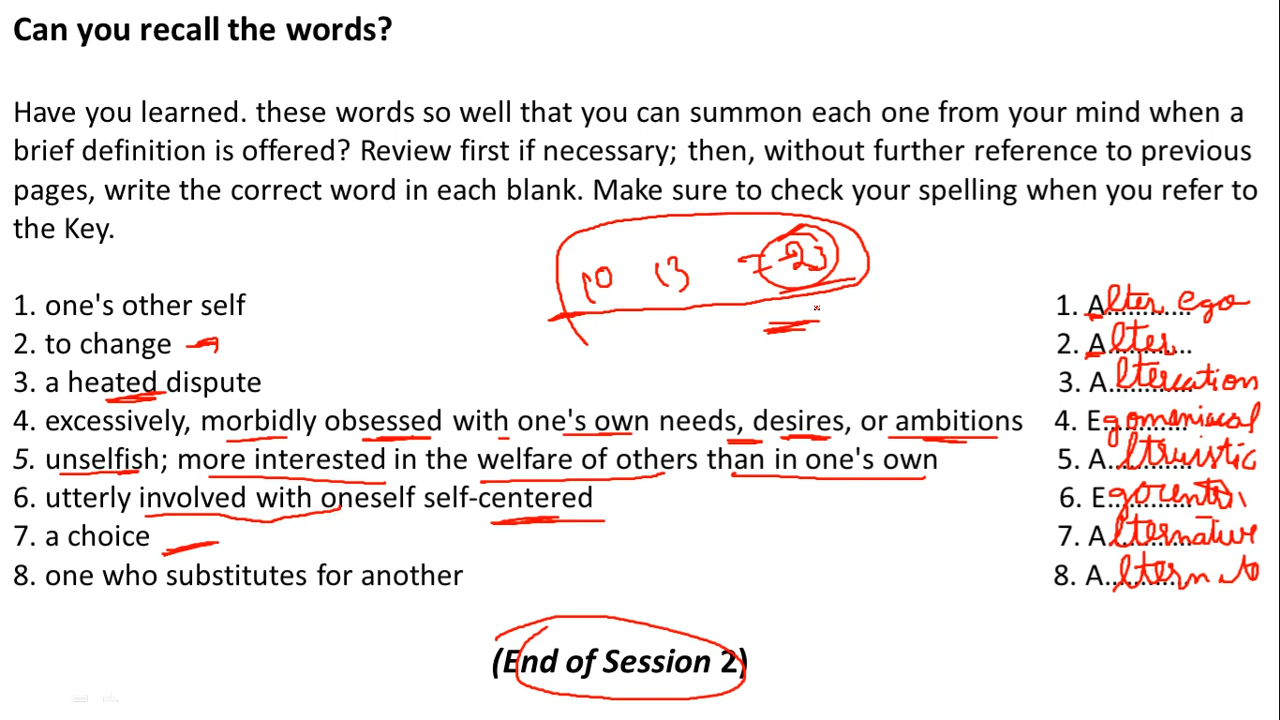 Can you recall the words?
Have you learned. these words so well that you can summon each one from your mind when a
brief definition is offered? Review first if necessary; then, without further reference to previous
pages, write the correct word in each blank. Make sure to check your spelling when you refer to
the Key.
10 13 = 23
1. one's other self 1. Alter ego
2. to change 2. Alter
3. a heated dispute 3. Altercation
4. excessively, morbidly obsessed with one's own needs, desires, or ambitions 4. Egomaniacal
5. unselfish; more interested in the welfare of others than in one's own 5. Altruistic
6. utterly involved with oneself self-centered 6. E
7. a choice 7. Alternative
8. one who substitutes for another 8. A
(End of Session 2)